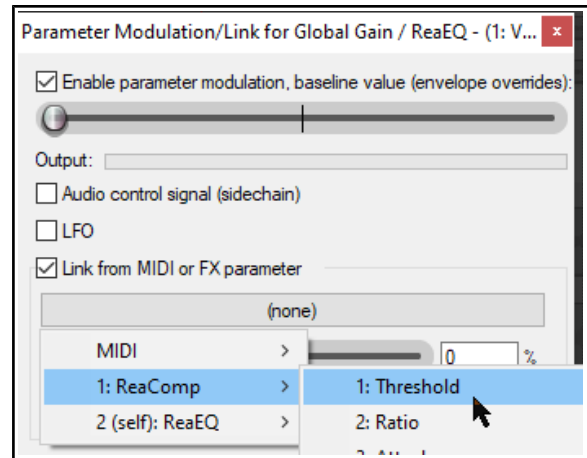 Parameter Modulation/Link for Global Gain / ReaEQ - (1: V... x
Enable parameter modulation, baseline value (envelope overrides):
Output:
Audio control signal (sidechain)
LFO
Link from MIDI or FX parameter
(none)
MIDI >
0 %
1: ReaComp > 1: Threshold
2 (self): ReaEQ > 2: Ratio